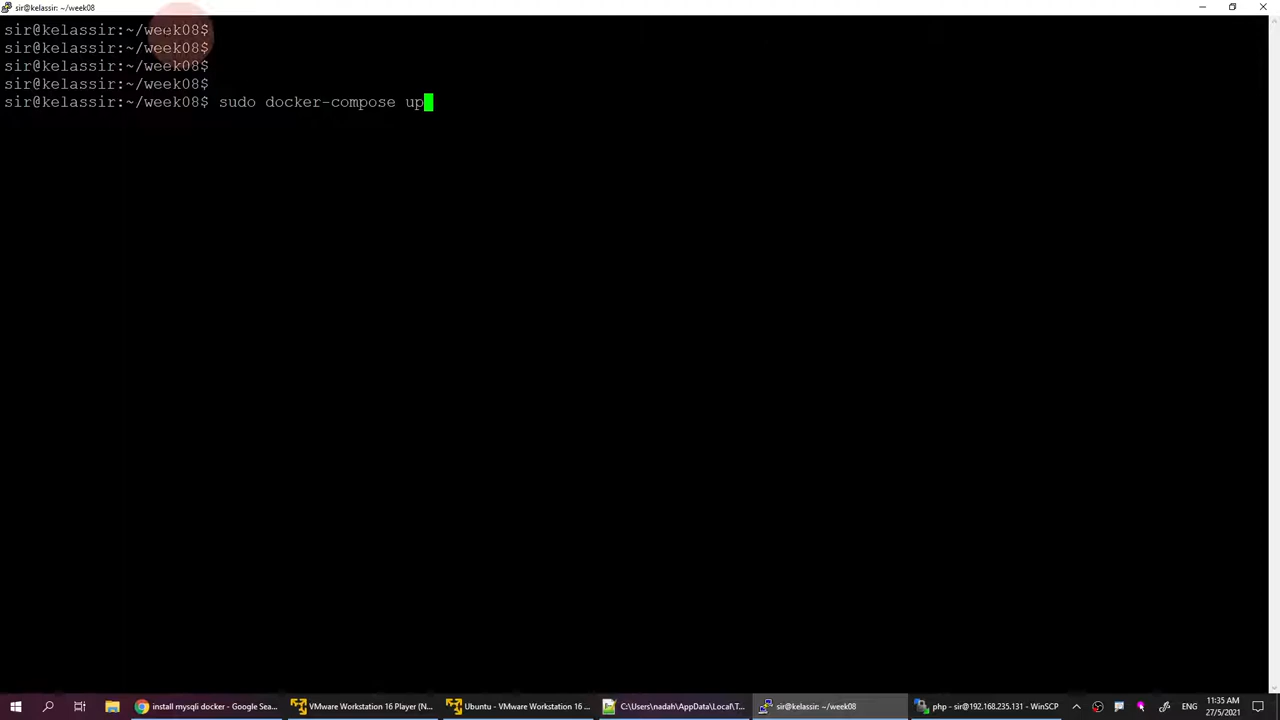 sir@kelassir: ~/week08
sir@kelassir:~/week08$
sir@kelassir:~/week08$
sir@kelassir:~/week08$
sir@kelassir:~/week08$
sir@kelassir:~/week08$ sudo docker-compose up
install mysqli docker - Google Sea...
VMware Workstation 16 Player (N...
Ubuntu - VMware Workstation 16 ...
C:\Users\nadah\AppData\Local\T...
sir@kelassir: ~/week08
php – sir@192.168.235.131 - WinSCP
ENG
11:35 AM
27/5/2021